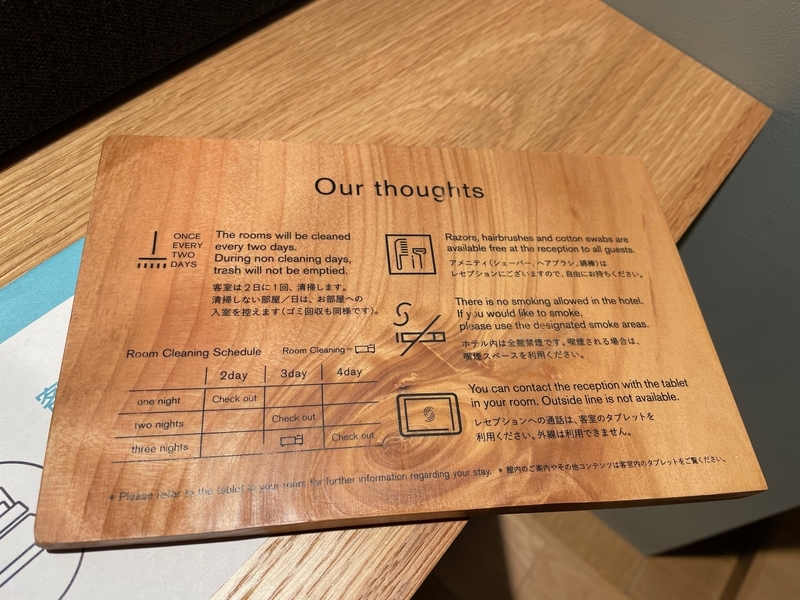 Our thoughts
ONCE
EVERY
TWO
DAYS
The rooms will be cleaned
every two days.
During non cleaning days,
trash will not be emptied.
客室は2日に1回、清掃します。
清掃しない部屋/日は、お部屋への
入室を控えます(ゴミ回収も同様です)。
Room Cleaning Schedule
Room Cleaning=
2day 3day 4day
one night Check out
two nights Check out
three nights Check out
Razors, hairbrushes and cotton swabs are
available free at the reception to all guests.
アメニティ(シェーバー、ヘアブラシ、綿棒)は
レセプションにございますので、自由にお持ちください。
There is no smoking allowed in the hotel.
If you would like to smoke,
please use the designated smoke areas.
ホテル内は全館禁煙です。喫煙される場合は、
喫煙スペースを利用ください。
You can contact the reception with the tablet
in your room. Outside line is not available.
レセプションへの通話は、客室のタブレットを
利用ください。外線は利用できません。
* Please refer to the tablet in your room for further information regarding your stay. * 館内のご案内やその他コンテンツは客室内のタブレットをご覧ください。